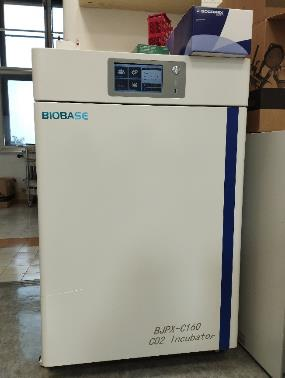 BIOBASE
BJPX-C160
CO2 Incubator